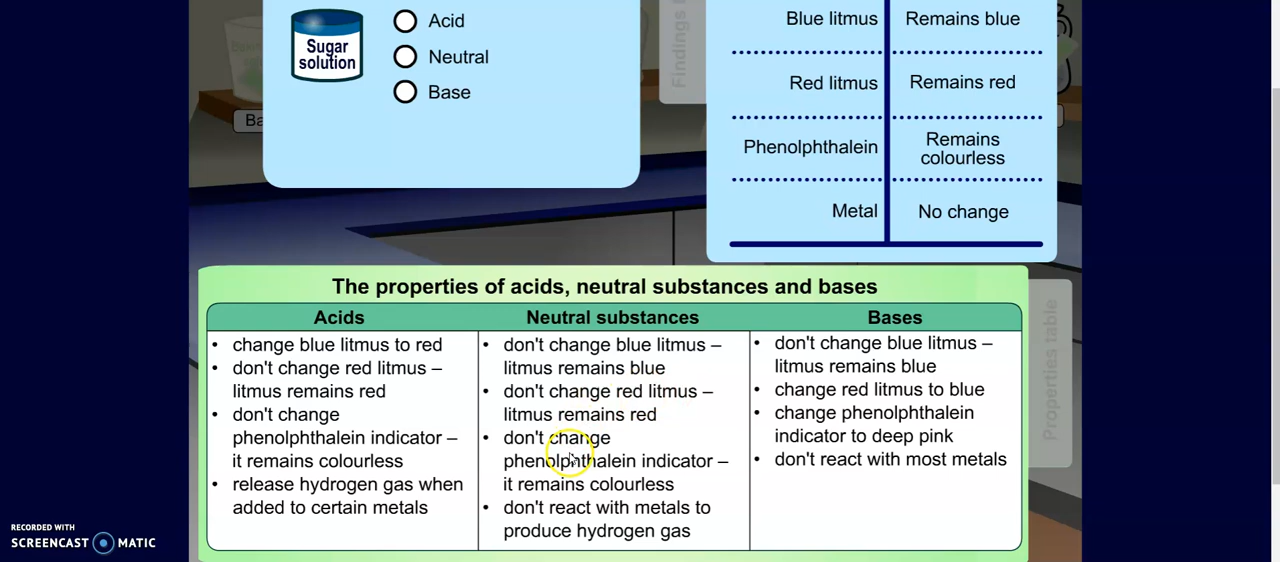 Acid
Sugar
solution
Neutral
Base
Ba
Findings
Blue litmus
Remains blue
Red litmus
Remains red
Phenolphthalein
Remains
colourless
Metal
No change
The properties of acids, neutral substances and bases
Acids
change blue litmus to red
don't change red litmus –
litmus remains red
don't change
phenolphthalein indicator –
it remains colourless
release hydrogen gas when
added to certain metals
Neutral substances
don't change blue litmus –
litmus remains blue
don't change red litmus –
litmus remains red
don't change
phenolphthalein indicator –
it remains colourless
don't react with metals to
produce hydrogen gas
Bases
don't change blue litmus –
litmus remains blue
change red litmus to blue
change phenolphthalein
indicator to deep pink
don't react with most metals
Properties table
RECORDED WITH
SCREENCAST MATIC